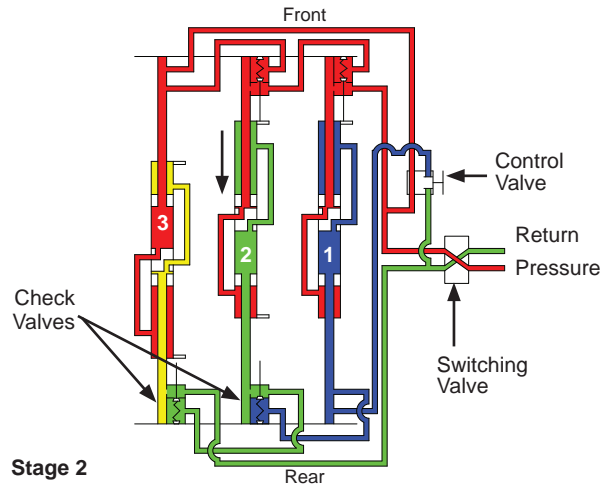 Front
3
2
1
Control
Valve
Return
Pressure
Check
Valves
Switching
Valve
Stage 2
Rear